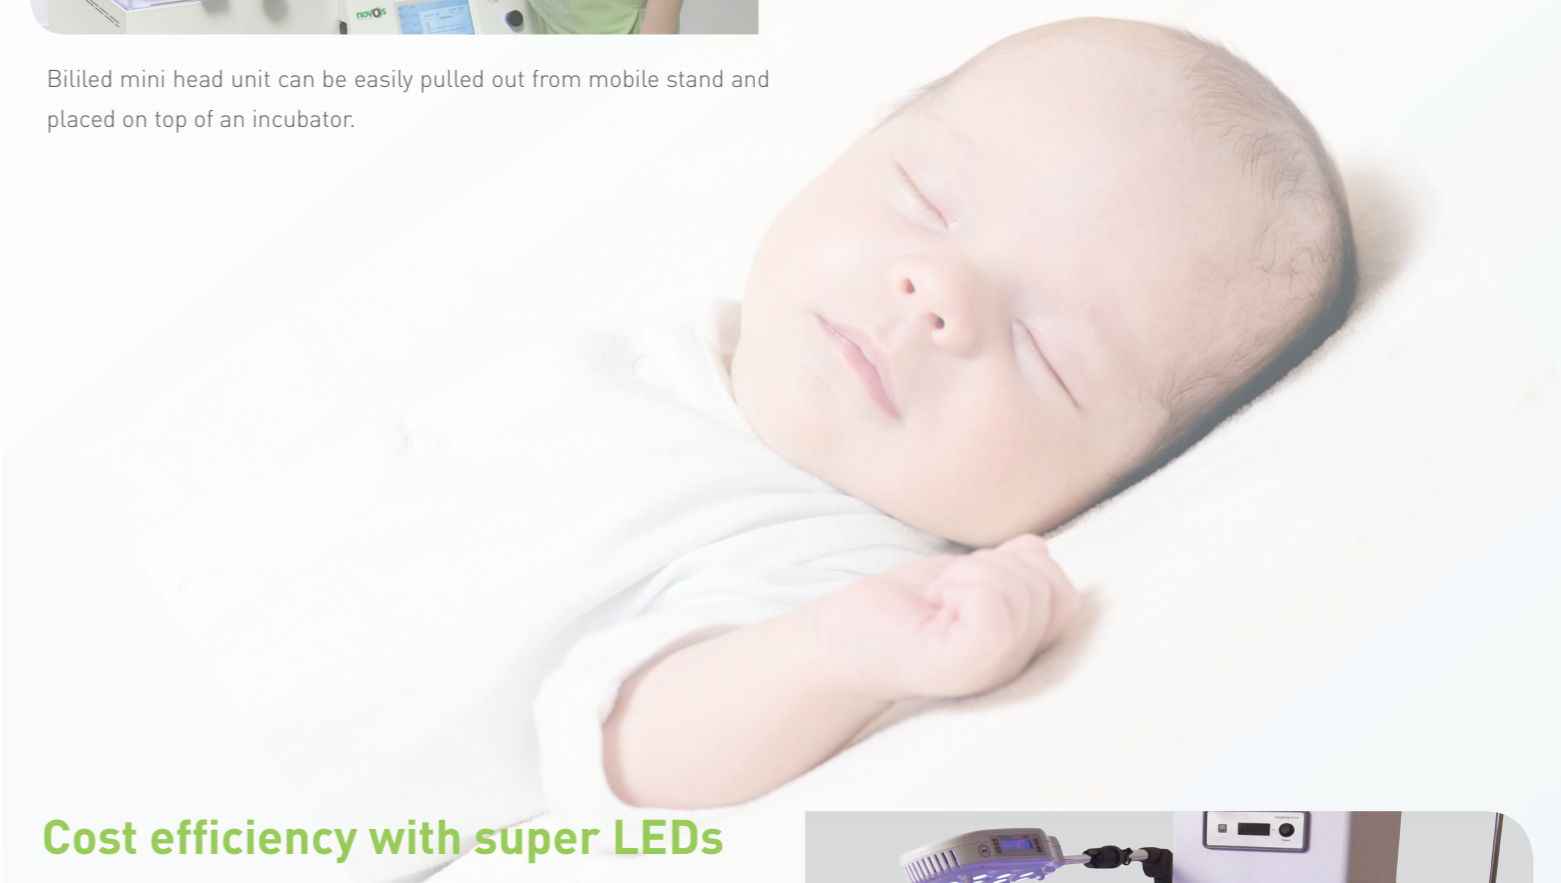 novos
Bililed mini head unit can be easily pulled out from mobile stand and
placed on top of an incubator.
Cost efficiency with super LEDs